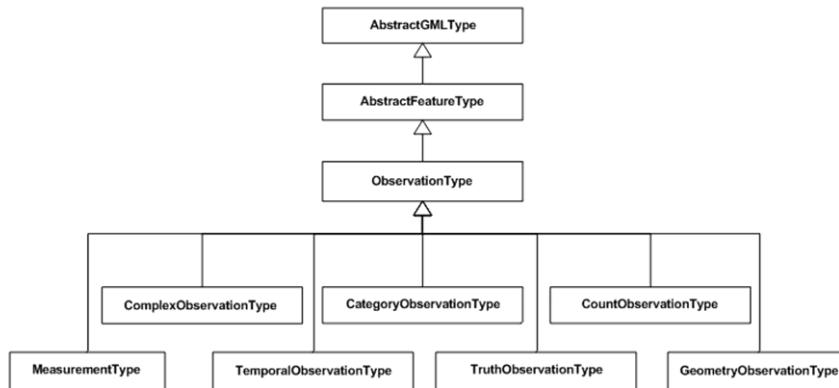 AbstractGMLType
AbstractFeatureType
ObservationType
ComplexObservationType
CategoryObservationType
CountObservationType
MeasurementType
TemporalObservationType
TruthObservationType
GeometryObservationType